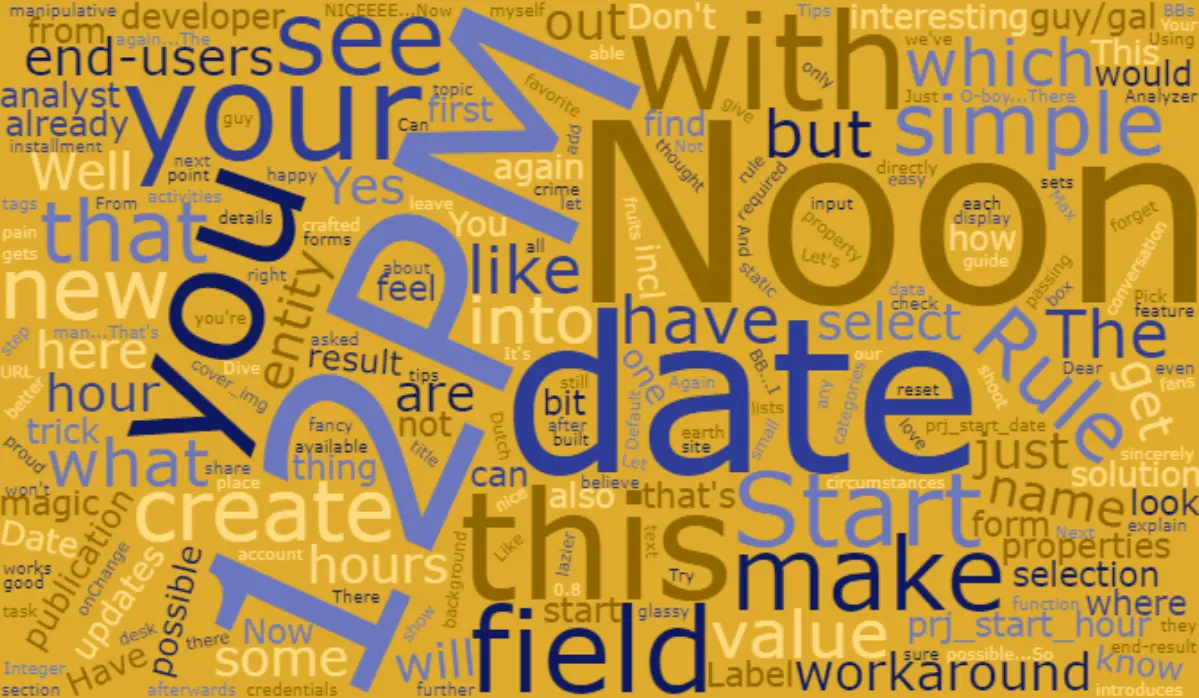 manipulative
from
developer
NICEEEE...Now
myself
out
Don't
interesting
guy/gal
BBs
Tips
Your
again...The
end-users
see
able
with
we've
which
This
Using
would
analyst
your
topic
first
favorite
only
Just
O-boy...There
Analyzer
already
guy
Can
add
find
give
but
simple
installment
Not
Well
next
point
happy
Yes
again
thought
rule
directly
easy
sets
tags
From
activities
details
crafted
leave
crime
let
required
input
each
display
Max
forget
that
you
forms
You
fruits
And
property
how
pain
gets
right
entity
12PM
all
like
incl
static
Let's
guide
conversation
Noon
new
about
feel
into
passing
box
data
check
Pick
feature
step
man...That's
you're
asked
have
select
Rule
The
here
result
It's
one
BB...I
our
Dear
even
URL
cover_img
Dive
tips
are
still
Again
any
categories
reset
shoot
get
fans
better
hour
bit
Default
lists
small
love
date
trick
fancy
not
after
built
earth
site
prj_start_date
proud
available
title
Dutch
Let
just
sincerely
what
share
thing
can
believe
circumstances
solution
won't
place
nice
also
that's
Start
name
look
magic
create
this
form
Next
explain
Date
publication
account
hours
background
Like
lazier
text
properties
works
good
onChange
updates
possible
There
0.8
Try
make
selection
task
show
start
glassy
function
where
desk
there
Now
value
prj_start_hour
they
Have
some
will
field
sure
possible...So
end-result
Integer
section
afterwards
credentials
further
Label
workaround
know
introduces